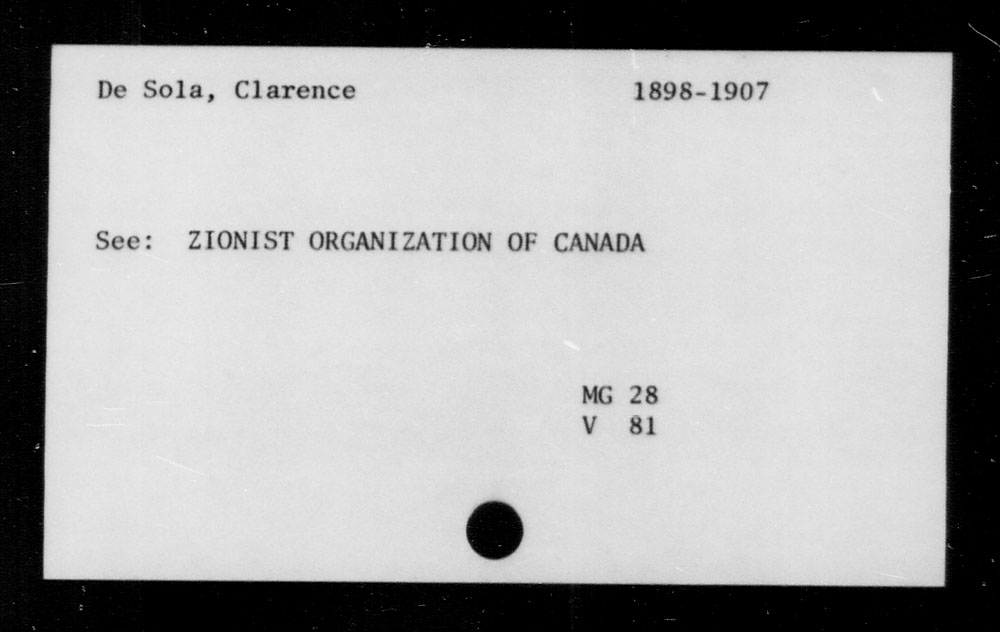 De Sola, Clarence 1898-1907
See: ZIONIST ORGANIZATION OF CANADA
MG 28
V 81